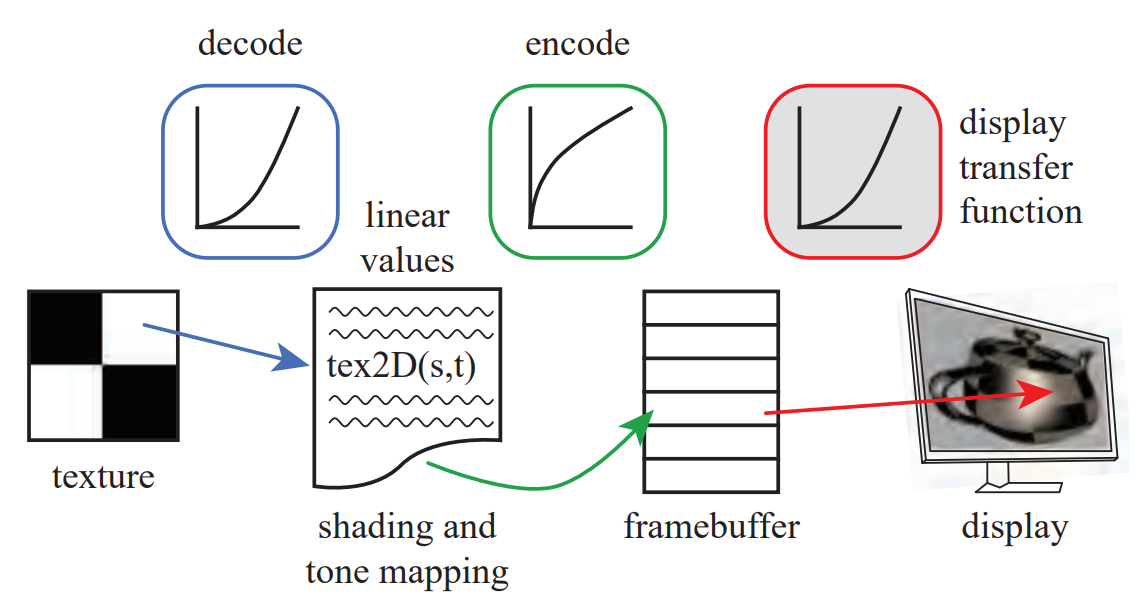 decode
encode
display
transfer
function
linear
values
tex2D(s,t)
texture
shading and
tone mapping
framebuffer
display